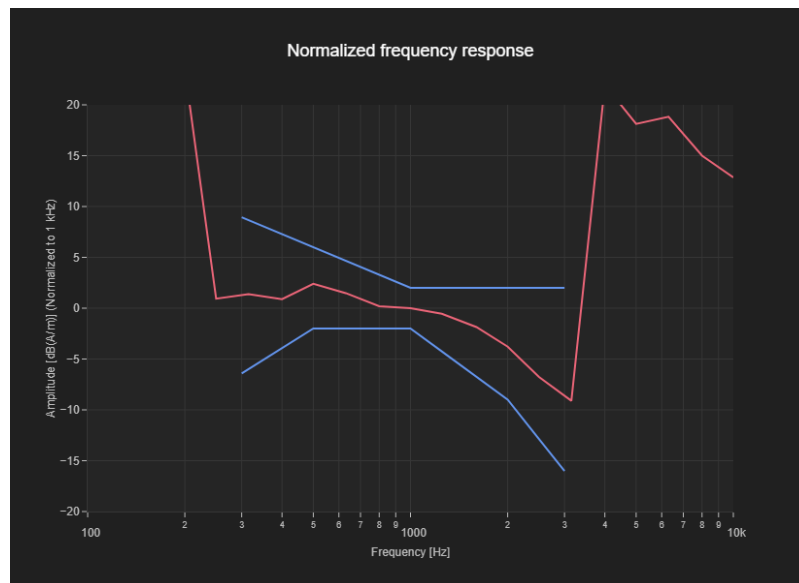 Normalized frequency response
Amplitude [dB(A/m)] (Normalized to 1 kHz)
20
15
10
5
0
−5
−10
−15
−20
100 2 3 4 5 6 7 8 9 1000 2 3 4 5 6 7 8 9 10k
Frequency [Hz]